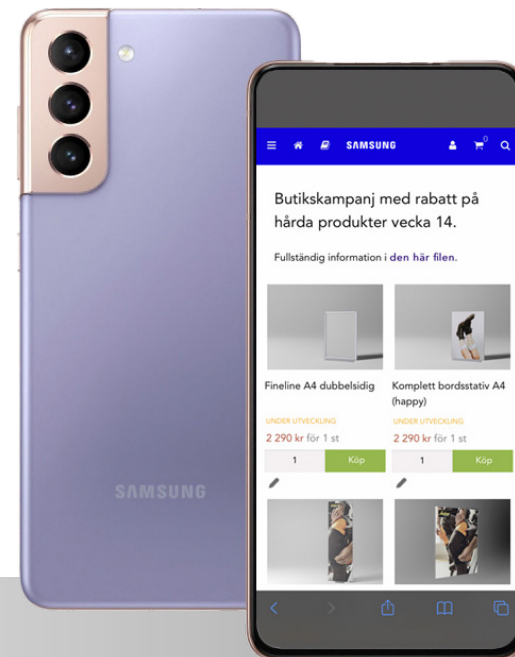 SAMSUNG
0
Butikskampanj med rabatt på
hårda produkter vecka 14.
Fullständig information i den här filen.
Fineline A4 dubbelsidig
Komplett bordsstativ A4
(happy)
UNDER UTVECKLING
UNDER UTVECKLING
2 290 kr för 1 st
2 290 kr för 1 st
1
Köp
1
Köp
SAMSUNG